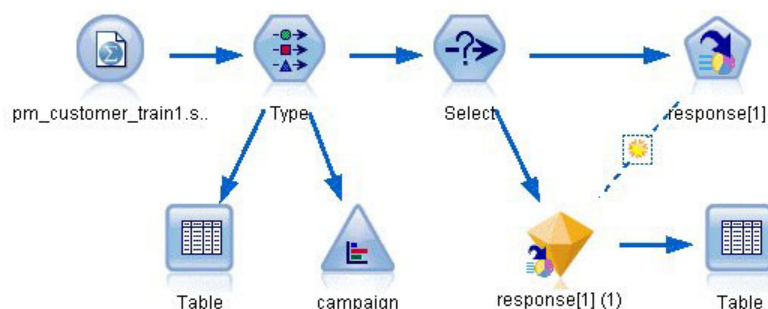 pm_customer_train1.s..
Type
Select
response[1]
Table
campaign
response[1] (1)
Table